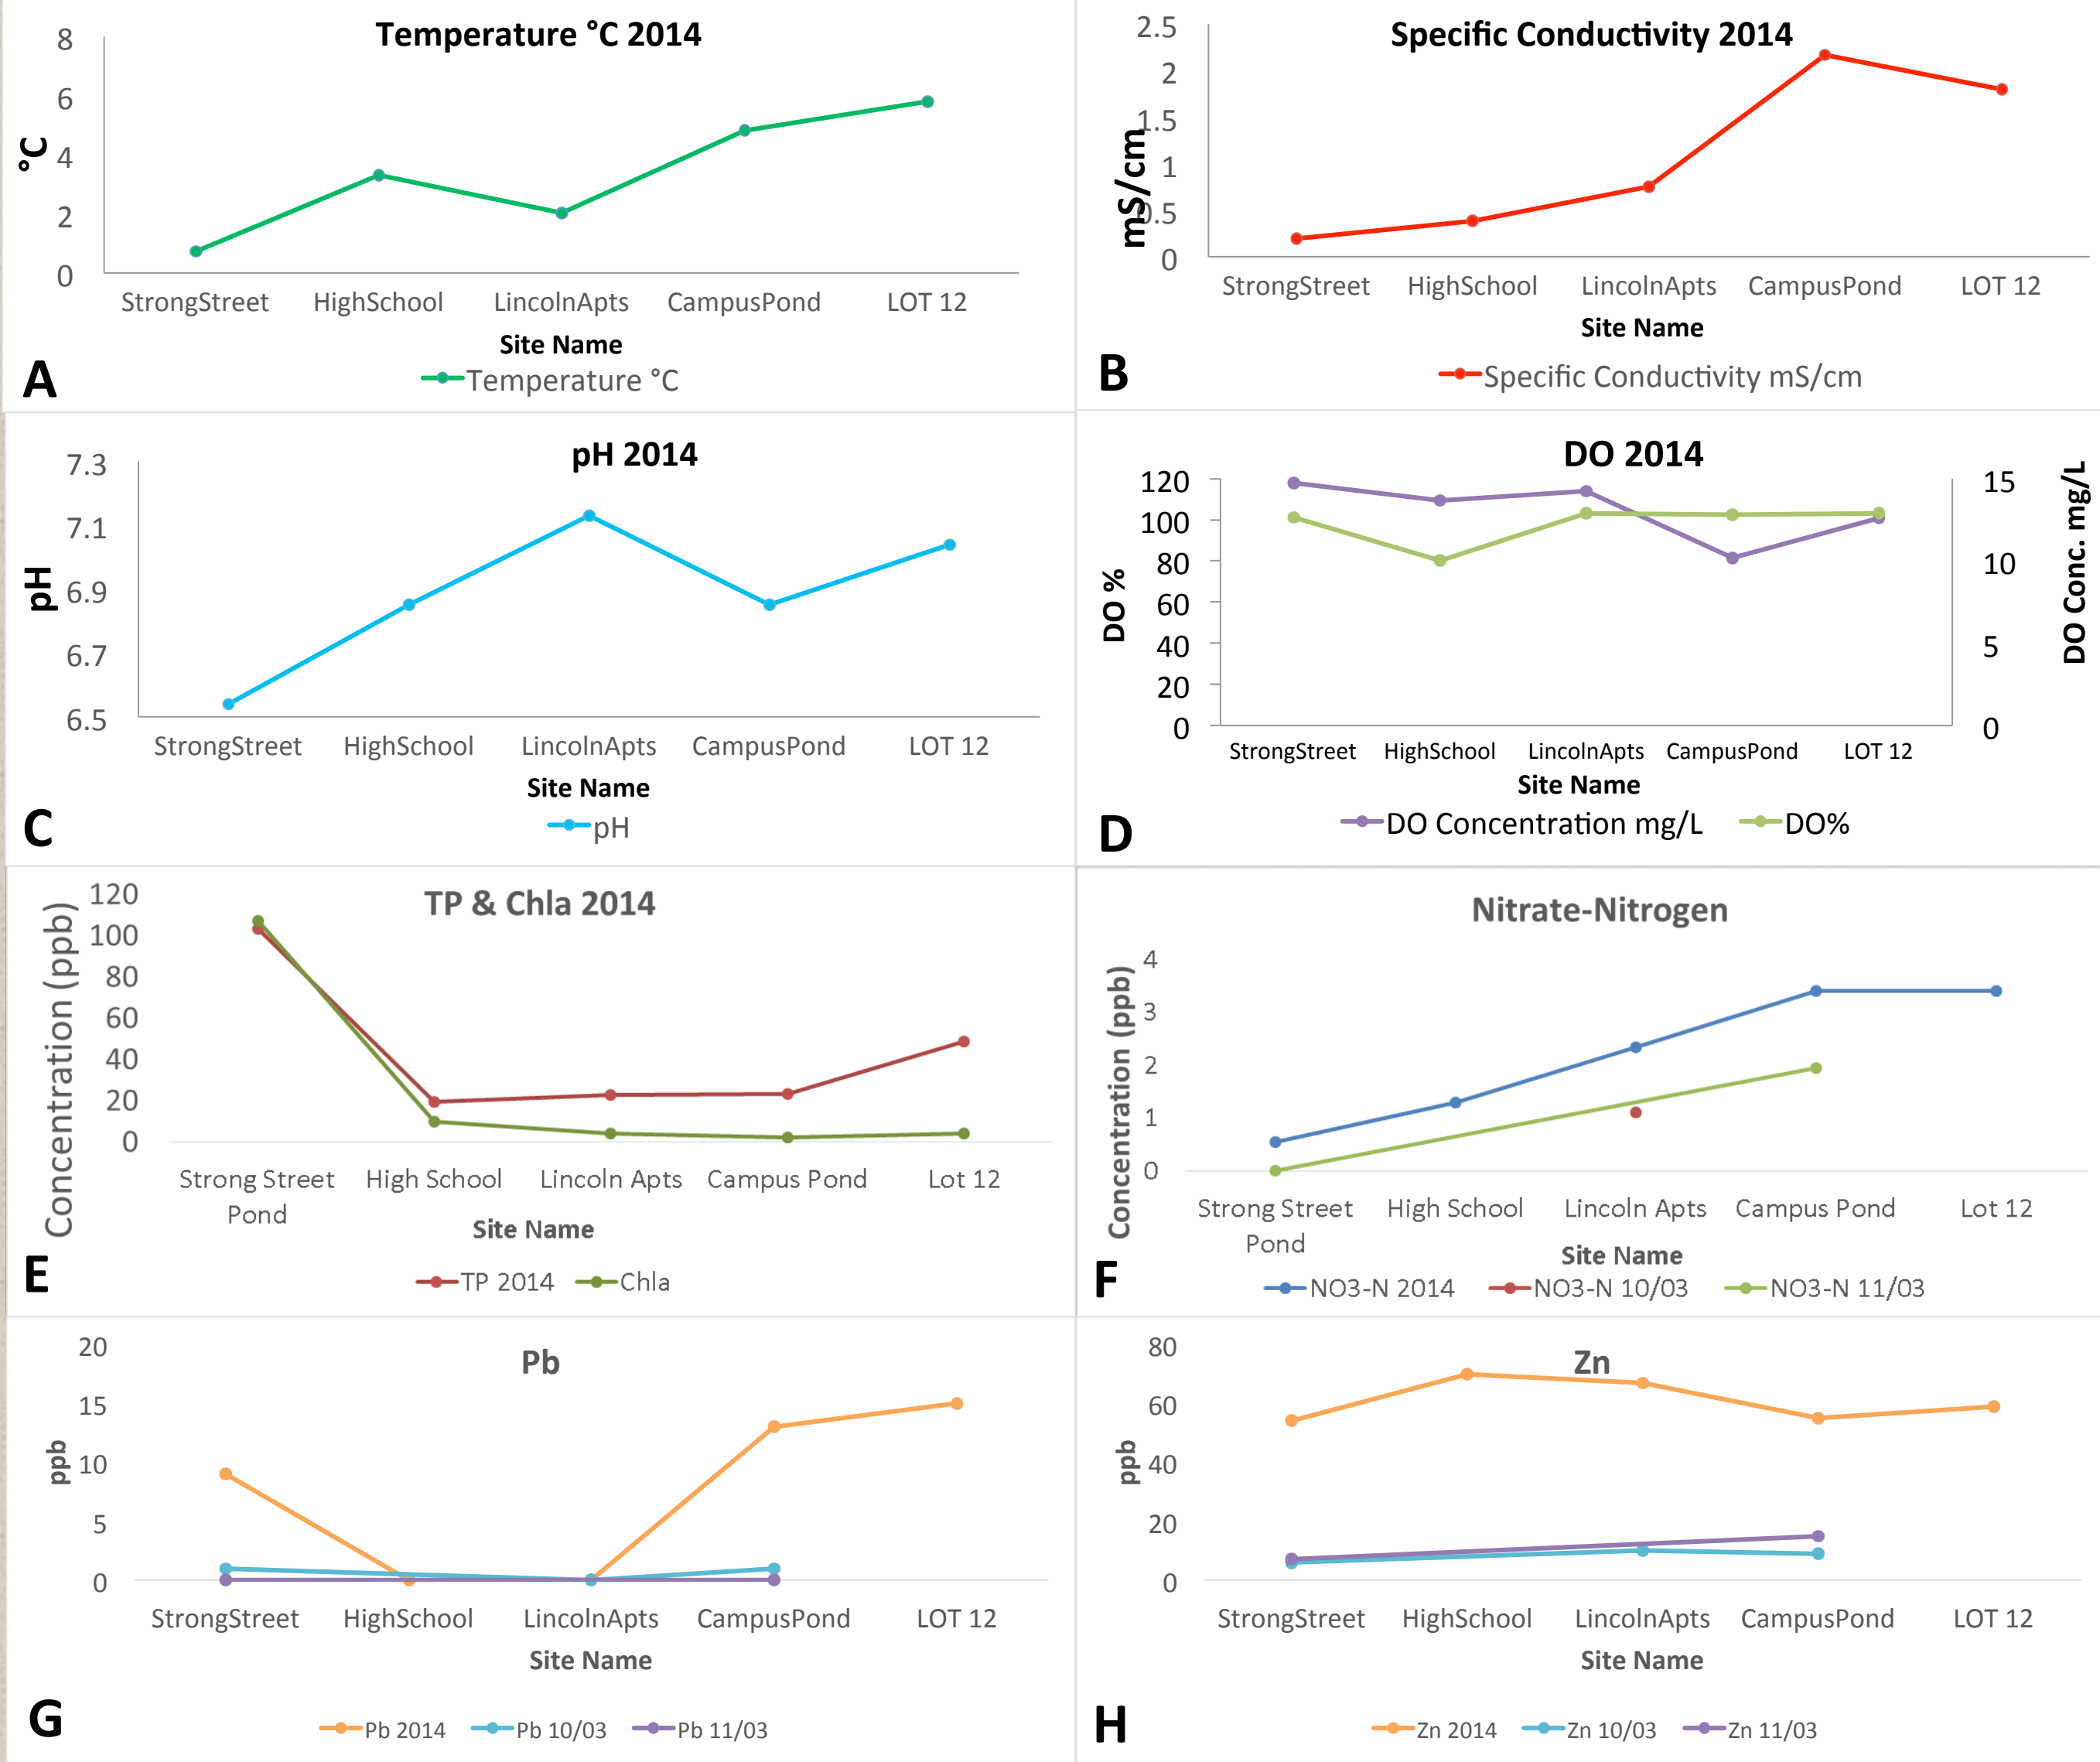 Temperature °C 2014
8
6
4
2
0
°C
StrongStreet HighSchool LincolnApts CampusPond LOT 12
Site Name
Temperature °C
A
Specific Conductivity 2014
2.5
2
1.5
1
0.5
0
mS/cm
StrongStreet HighSchool LincolnApts CampusPond LOT 12
Site Name
Specific Conductivity mS/cm
B
pH 2014
7.3
7.1
6.9
6.7
6.5
pH
StrongStreet HighSchool LincolnApts CampusPond LOT 12
Site Name
pH
C
DO 2014
120
100
80
60
40
20
0
DO %
15
10
5
0
DO Conc. mg/L
StrongStreet HighSchool LincolnApts CampusPond LOT 12
Site Name
DO Concentration mg/L DO%
D
TP & Chla 2014
120
100
80
60
40
20
0
Concentration (ppb)
Strong Street High School Lincoln Apts Campus Pond Lot 12
Pond
Site Name
TP 2014 Chla
E
Nitrate-Nitrogen
4
3
2
1
0
Concentration (ppb)
Strong Street High School Lincoln Apts Campus Pond Lot 12
Pond
Site Name
NO3-N 2014 NO3-N 10/03 NO3-N 11/03
F
Pb
20
15
10
5
0
ppb
StrongStreet HighSchool LincolnApts CampusPond LOT 12
Site Name
Pb 2014 Pb 10/03 Pb 11/03
G
Zn
80
60
40
20
0
ppb
StrongStreet HighSchool LincolnApts CampusPond LOT 12
Site Name
Zn 2014 Zn 10/03 Zn 11/03
H